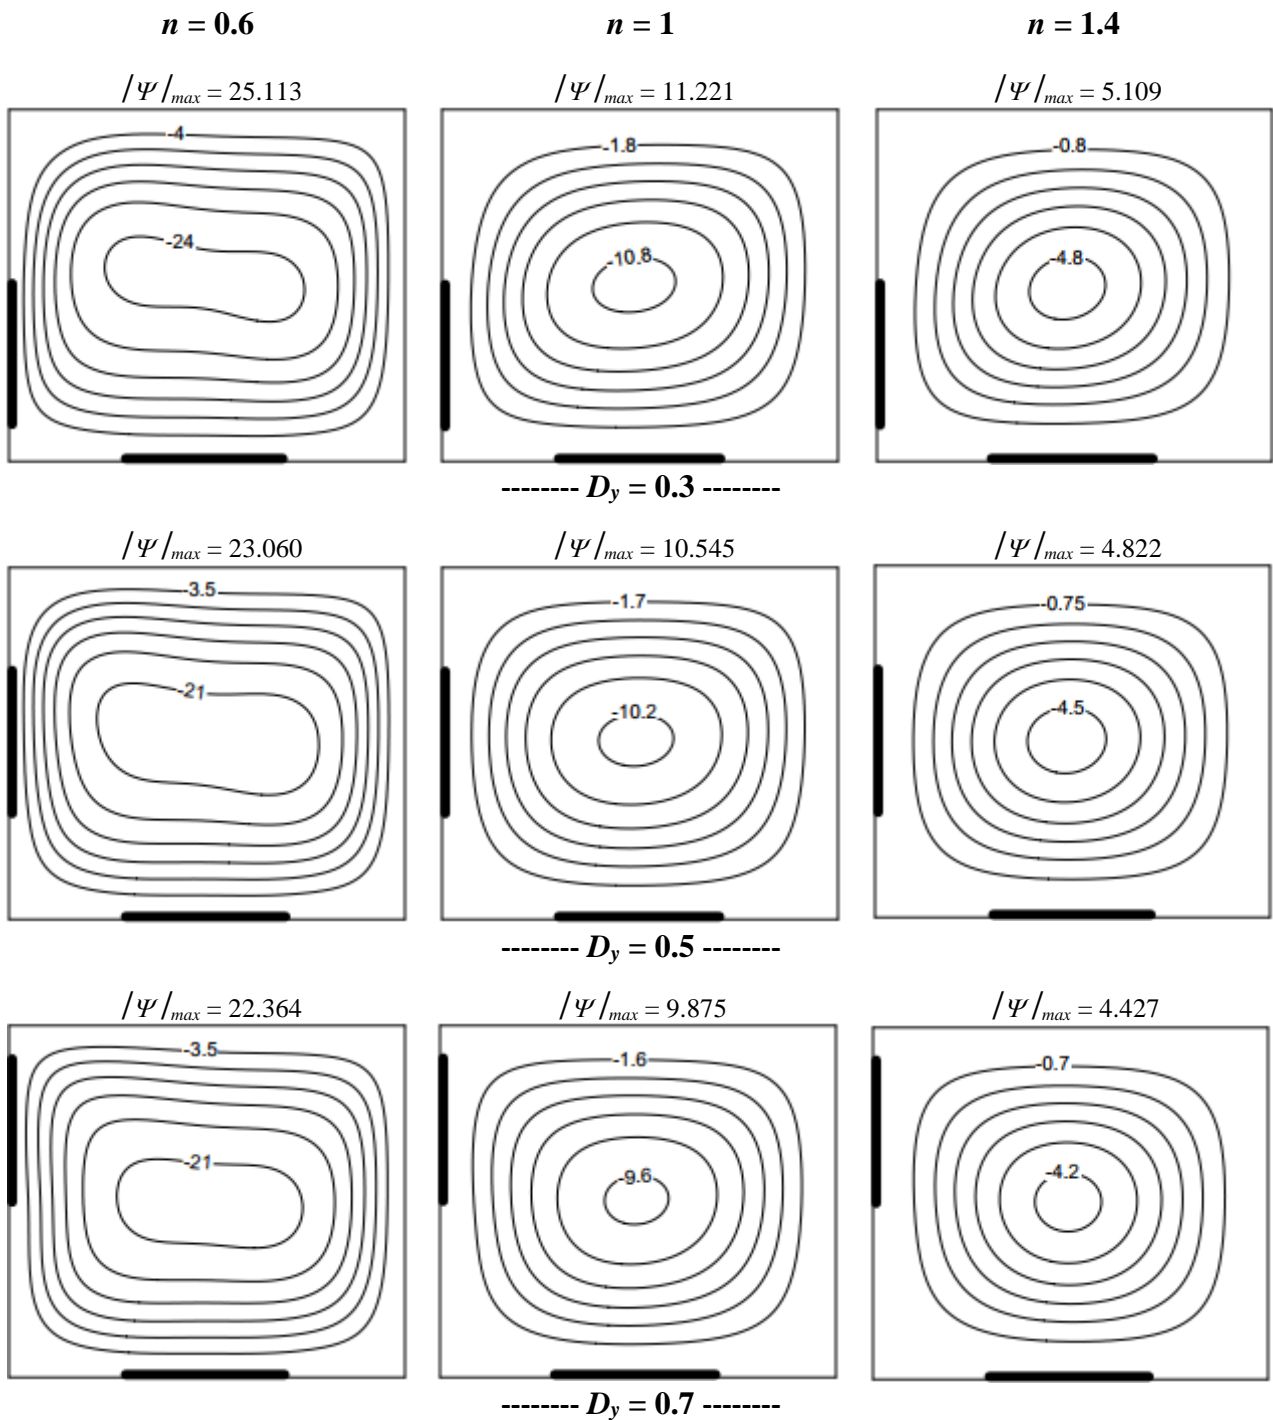 n = 0.6 n = 1 n = 1.4
/Ψ/max = 25.113 /Ψ/max = 11.221 /Ψ/max = 5.109
-4 -1.8 -0.8
-24 -10.8 -4.8
-------- Dy = 0.3 --------
/Ψ/max = 23.060 /Ψ/max = 10.545 /Ψ/max = 4.822
-3.5 -1.7 -0.75
-21 -10.2 -4.5
-------- Dy = 0.5 --------
/Ψ/max = 22.364 /Ψ/max = 9.875 /Ψ/max = 4.427
-3.5 -1.6 -0.7
-21 -9.6 -4.2
-------- Dy = 0.7 --------